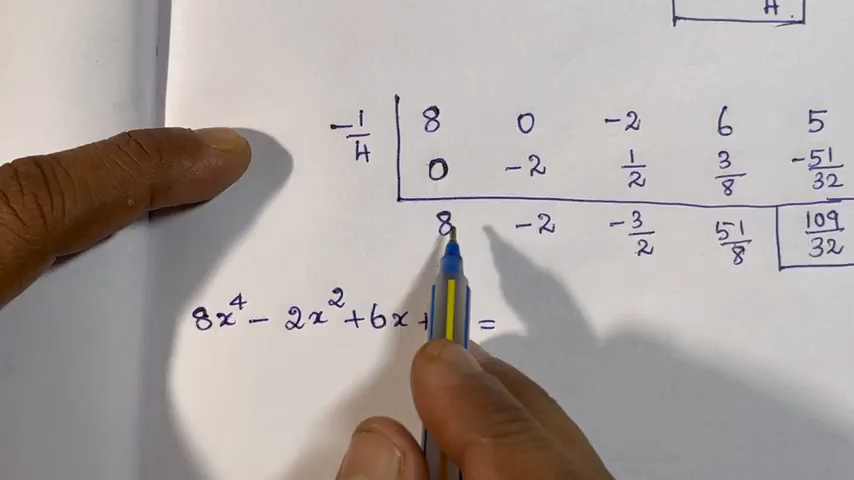 4
-1/4 8 0 -2 6 5
0 -2 1/2 3/8 -51/32
8 -2 -3/2 51/8 109/32
8x⁴ - 2x² + 6x + =